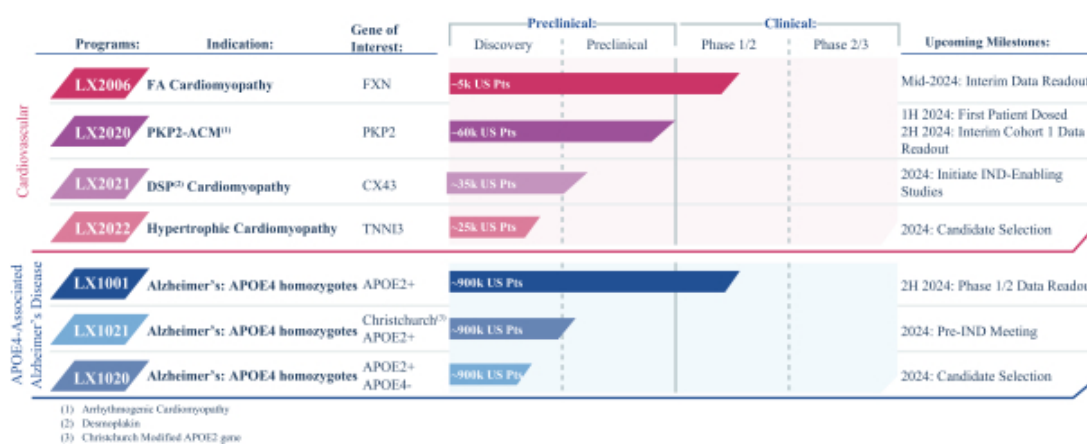 Preclinical: Clinical:
Programs: Indication: Gene of Interest: Discovery Preclinical Phase 1/2 Phase 2/3 Upcoming Milestones:
Cardiovascular
LX2006 FA Cardiomyopathy FXN ~5k US Pts Mid-2024: Interim Data Readout
LX2020 PKP2-ACM(1) PKP2 ~60k US Pts 1H 2024: First Patient Dosed
2H 2024: Interim Cohort 1 Data
Readout
LX2021 DSP(2) Cardiomyopathy CX43 ~35k US Pts 2024: Initiate IND-Enabling
Studies
LX2022 Hypertrophic Cardiomyopathy TNNI3 ~25k US Pts 2024: Candidate Selection
APOE4-Associated
Alzheimer's Disease
LX1001 Alzheimer's: APOE4 homozygotes APOE2+ ~900k US Pts 2H 2024: Phase 1/2 Data Readou
LX1021 Alzheimer's: APOE4 homozygotes Christchurch(3)
APOE2+ ~900k US Pts 2024: Pre-IND Meeting
LX1020 Alzheimer's: APOE4 homozygotes APOE2+
APOE4- ~900k US Pts 2024: Candidate Selection
(1) Arrhythmogenic Cardiomyopathy
(2) Desmoplakin
(3) Christchurch Modified APOE2 gene